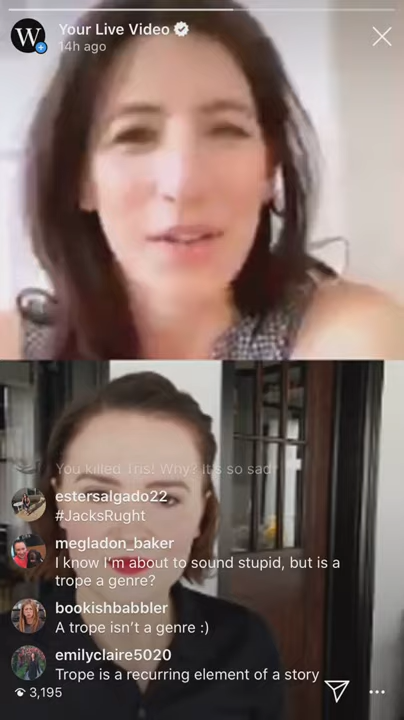 W
Your Live Video
14h ago
You killed Tris! Why? It's so sad
estersalgado22
#JacksRught
megladon_baker
I know I'm about to sound stupid, but is a
trope a genre?
bookishbabbler
A trope isn't a genre :)
emilyclaire5020
Trope is a recurring element of a story
3,195